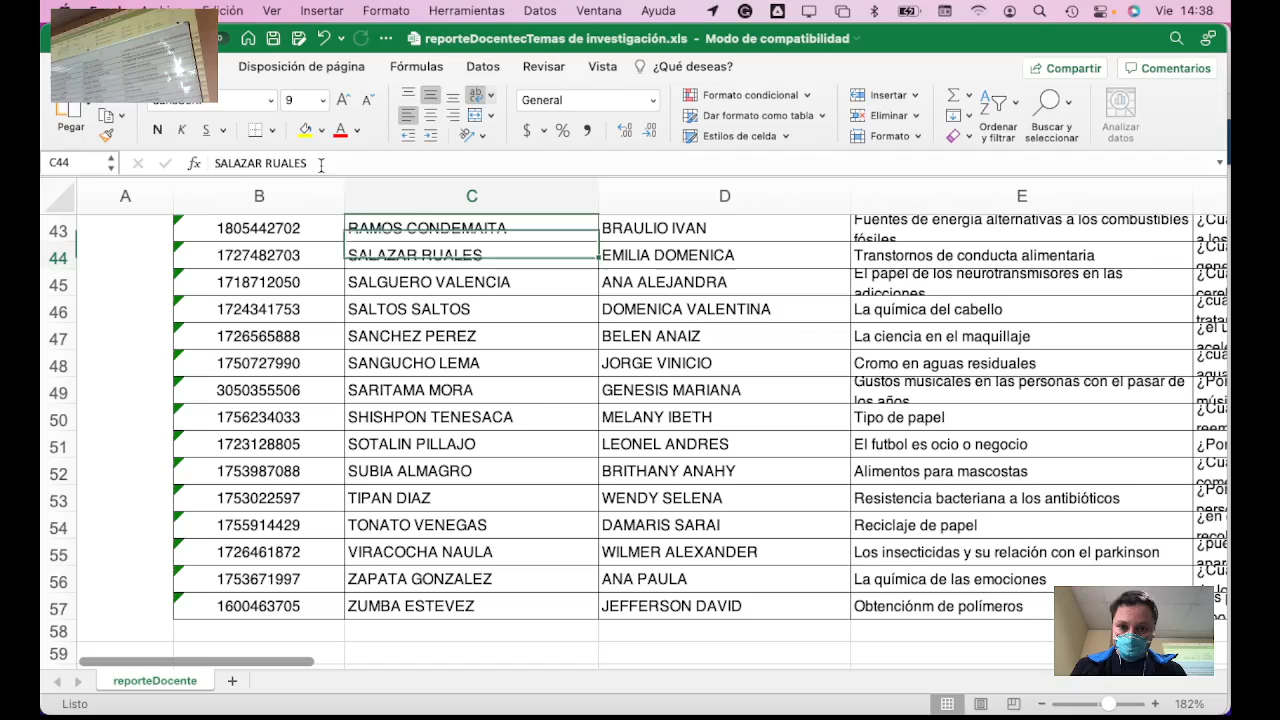 Edición Ver Insertar Formato Herramientas Datos Ventana Ayuda Vie 14:38
reporteDocentecTemas de investigación.xls - Modo de compatibilidad
Disposición de página Fórmulas Datos Revisar Vista ¿Qué deseas? Compartir Comentarios
Pegar 9 General Formato condicional Dar formato como tabla Estilos de celda Insertar Eliminar Formato Ordenar y filtrar Buscar y seleccionar Analizar datos
N K S
C44 fx SALAZAR RUALES
A B C D E
43 1805442702 RAMOS CONDEMAITA BRAULIO IVAN Fuentes de energía alternativas a los combustibles fósiles
44 1727482703 SALAZAR RUALES EMILIA DOMENICA Transtornos de conducta alimentaria
45 1718712050 SALGUERO VALENCIA ANA ALEJANDRA El papel de los neurotransmisores en las adicciones
46 1724341753 SALTOS SALTOS DOMENICA VALENTINA La química del cabello
47 1726565888 SANCHEZ PEREZ BELEN ANAIZ La ciencia en el maquillaje
48 1750727990 SANGUCHO LEMA JORGE VINICIO Cromo en aguas residuales
49 3050355506 SARITAMA MORA GENESIS MARIANA Gustos musicales en las personas con el pasar de los años
50 1756234033 SHISHPON TENESACA MELANY IBETH Tipo de papel
51 1723128805 SOTALIN PILLAJO LEONEL ANDRES El futbol es ocio o negocio
52 1753987088 SUBIA ALMAGRO BRITHANY ANAHY Alimentos para mascostas
53 1753022597 TIPAN DIAZ WENDY SELENA Resistencia bacteriana a los antibióticos
54 1755914429 TONATO VENEGAS DAMARIS SARAI Reciclaje de papel
55 1726461872 VIRACOCHA NAULA WILMER ALEXANDER Los insecticidas y su relación con el parkinson
56 1753671997 ZAPATA GONZALEZ ANA PAULA La química de las emociones
57 1600463705 ZUMBA ESTEVEZ JEFFERSON DAVID Obtenciónm de polímeros
58
59
reporteDocente
Listo 182%